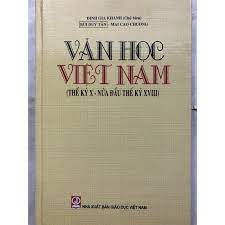 ĐINH GIA KHÁNH (Chủ biên)
BÙI DUY TÂN - MAI CAO CHƯƠNG
VĂN HỌC
VIỆT NAM
(THẾ KỶ X - NỬA ĐẦU THẾ KỶ XVIII)
NHÀ XUẤT BẢN GIÁO DỤC VIỆT NAM